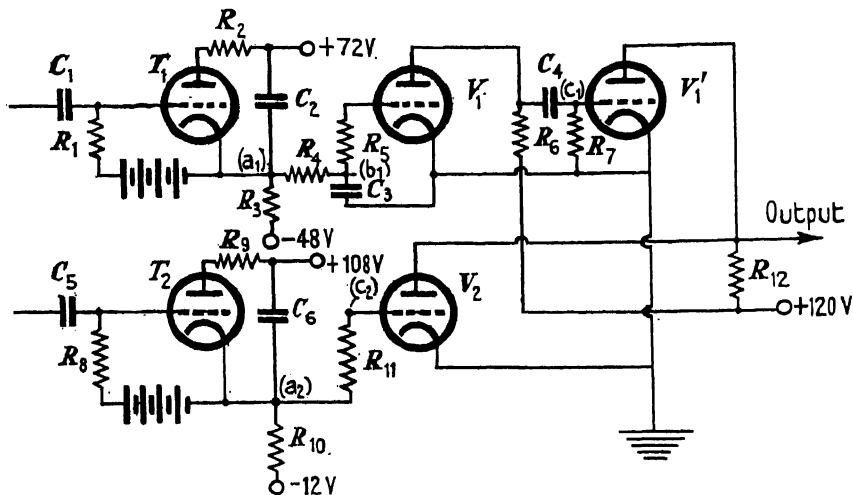 R2
+72V
C1
T1
C2
V1
C4
(c1)
V1'
R1
(a1)
R4
R5
(b1)
C3
R6
R7
R3
-48V
Output
R9
+108V
C5
T2
C6
(c2)
V2
R12
+120V
R8
R11
(a2)
R10
-12V